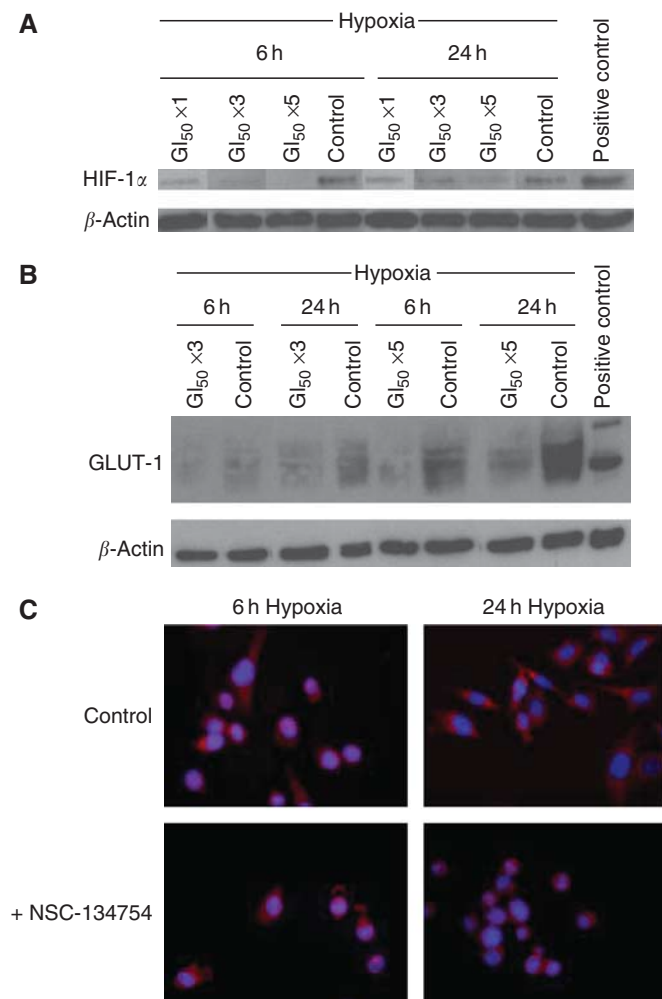 A
Hypoxia
6 h
24 h
GI50 ×1
GI50 ×3
GI50 ×5
Control
GI50 ×1
GI50 ×3
GI50 ×5
Control
Positive control
HIF-1α
β-Actin
B
Hypoxia
6 h
24 h
6 h
24 h
GI50 ×3
Control
GI50 ×3
Control
GI50 ×5
Control
GI50 ×5
Control
Positive control
GLUT-1
β-Actin
C
6 h Hypoxia
24 h Hypoxia
Control
+ NSC-134754